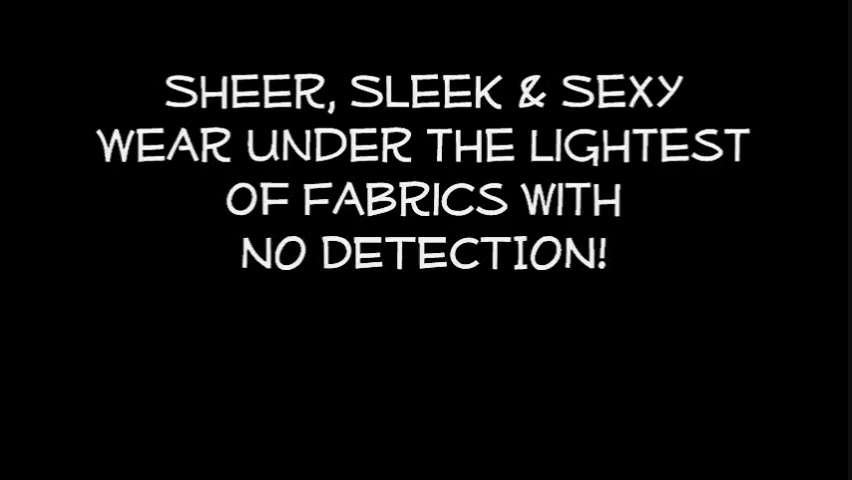 SHEER, SLEEK & SEXY
WEAR UNDER THE LIGHTEST
OF FABRICS WITH
NO DETECTION!